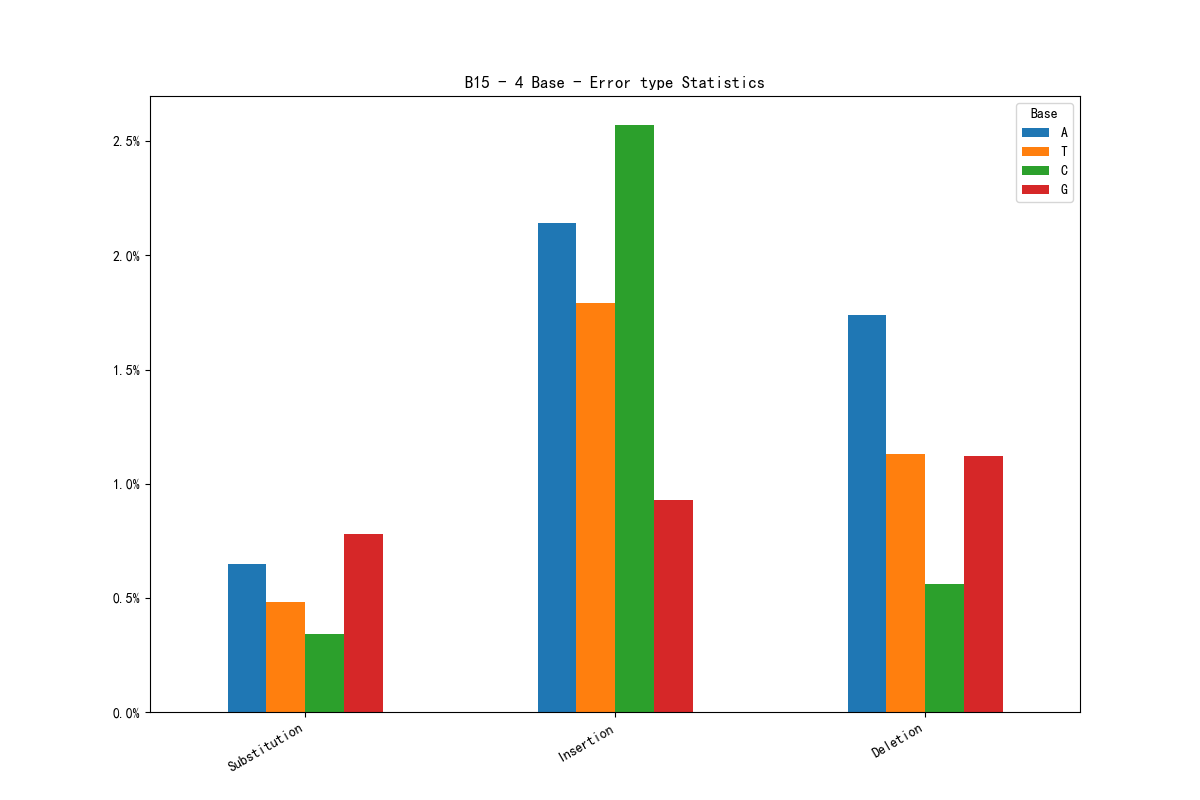 B15 - 4 Base - Error type Statistics
Base
A
T
C
G
2.5%
2.0%
1.5%
1.0%
0.5%
0.0%
Substitution
Insertion
Deletion